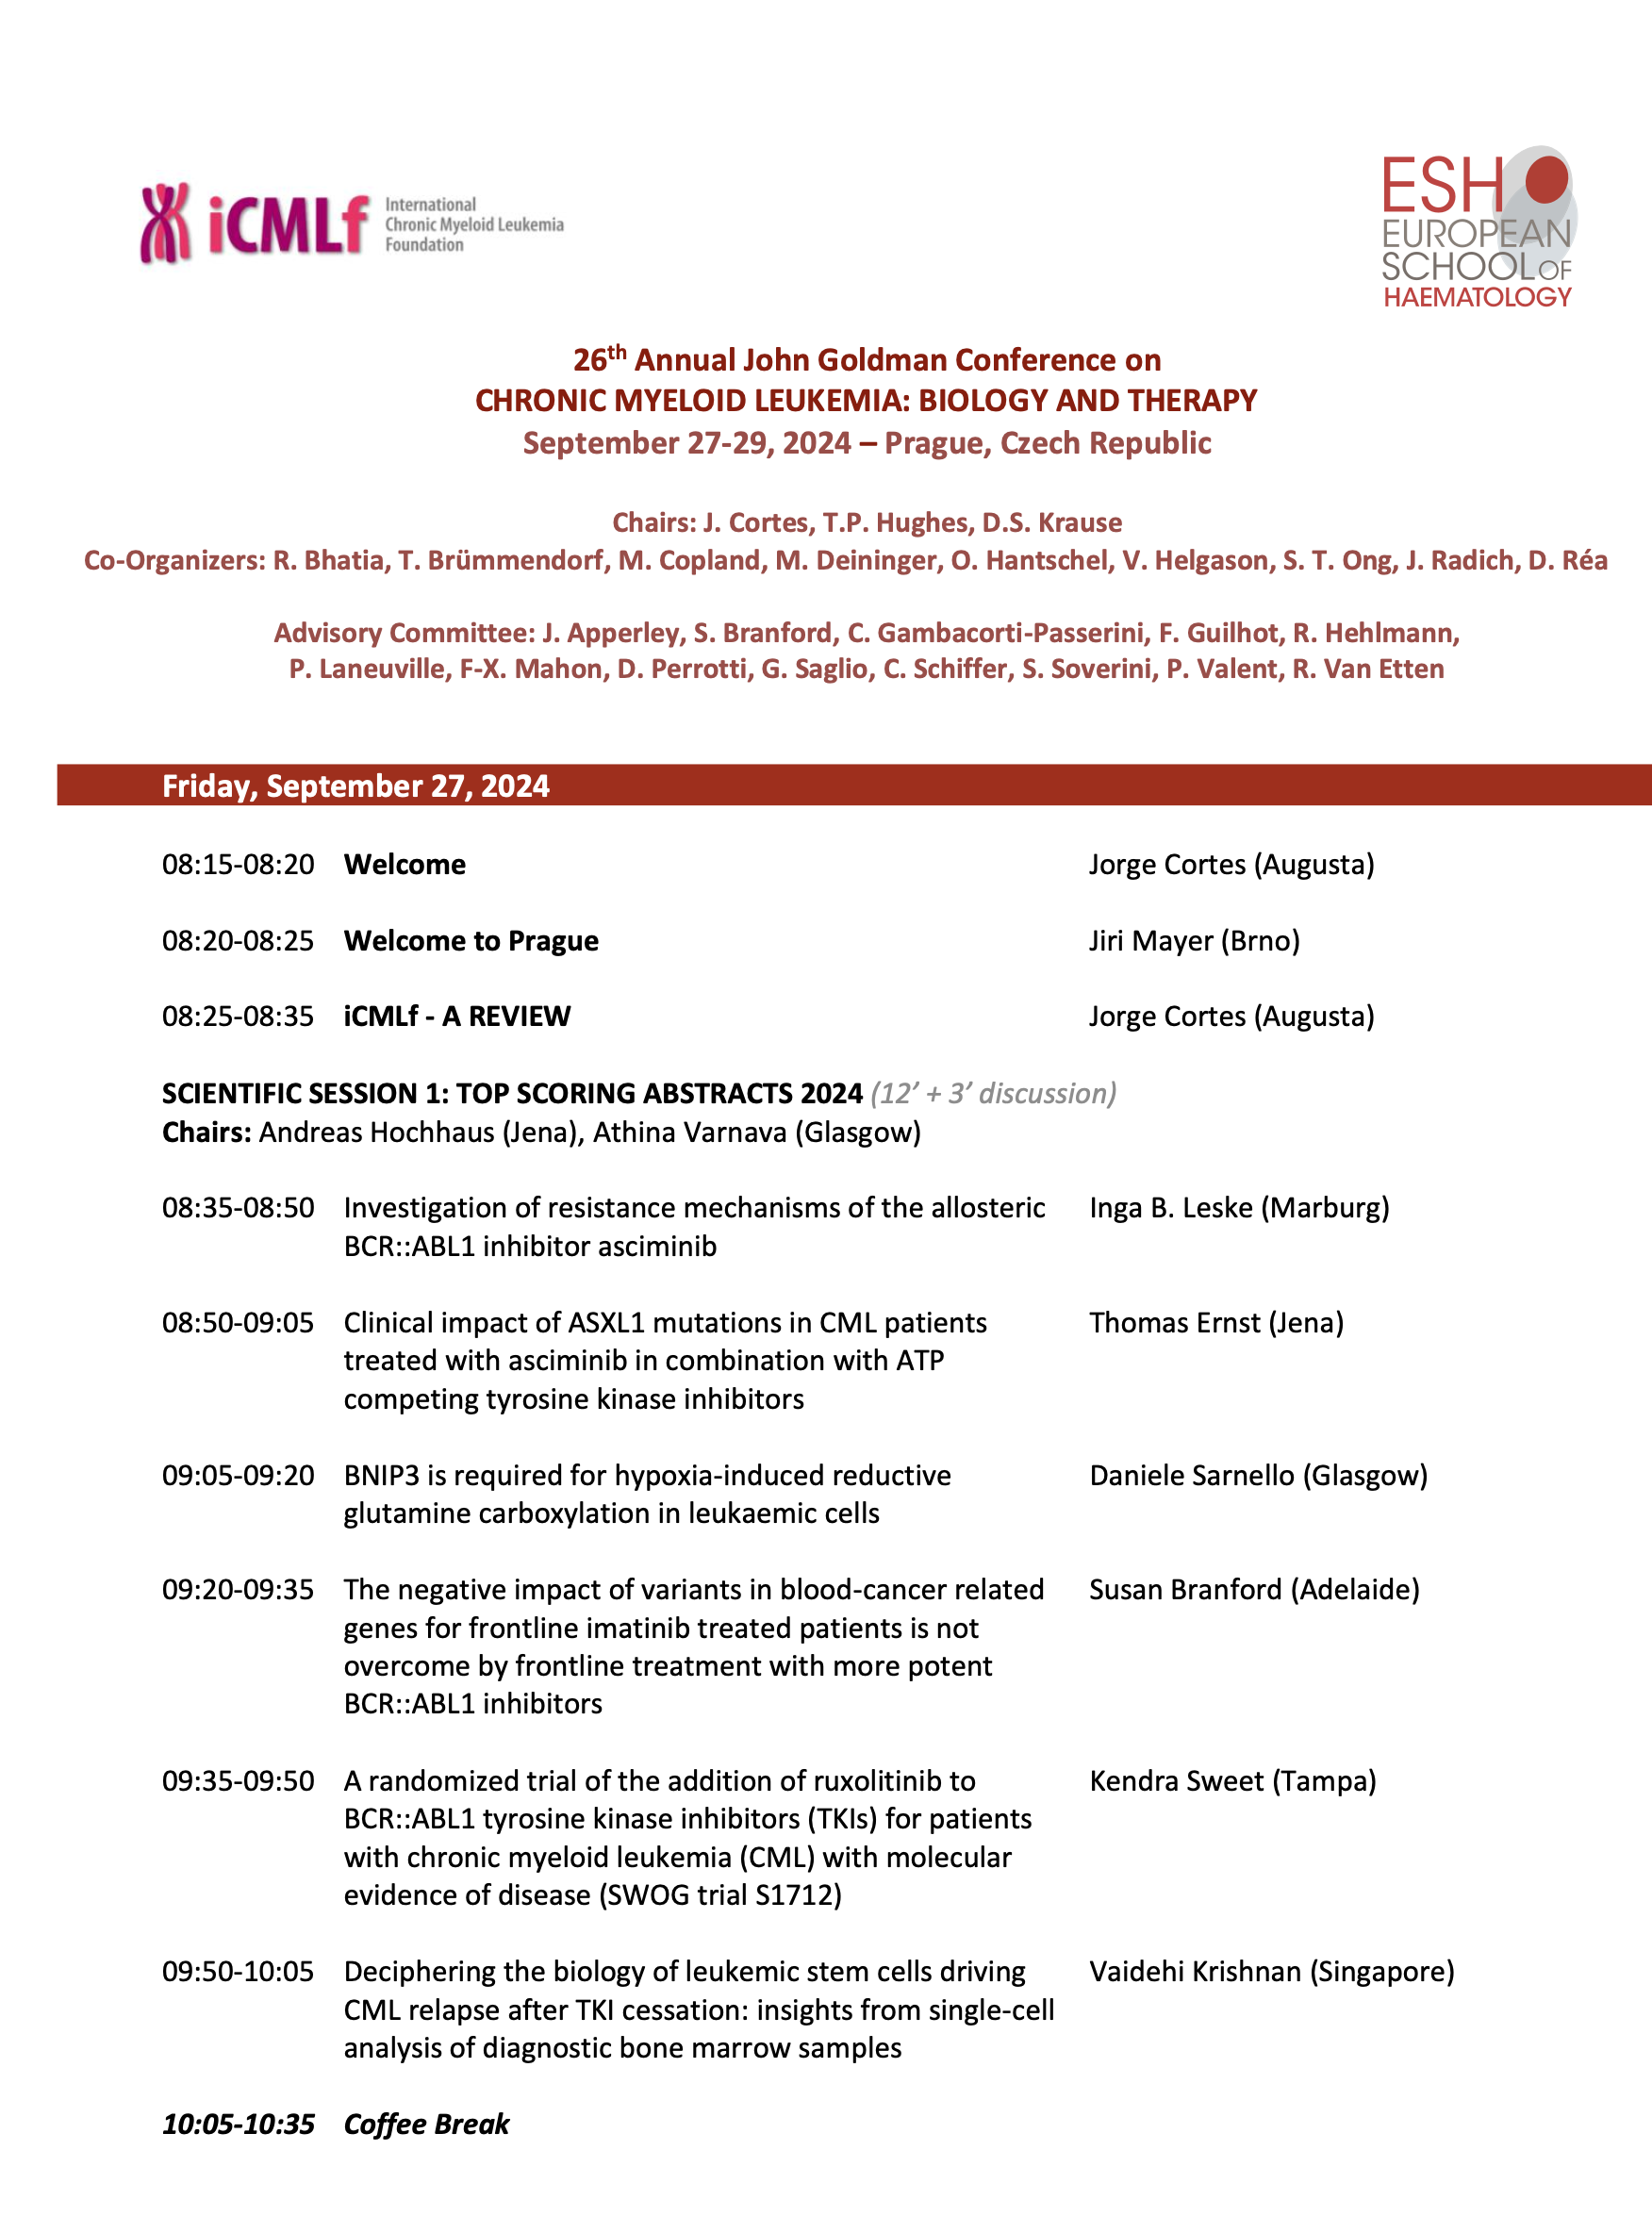 iCMLf
International
Chronic Myeloid Leukemia
Foundation
ESH
EUROPEAN
SCHOOL OF
HAEMATOLOGY
26th Annual John Goldman Conference on
CHRONIC MYELOID LEUKEMIA: BIOLOGY AND THERAPY
September 27-29, 2024 – Prague, Czech Republic
Chairs: J. Cortes, T.P. Hughes, D.S. Krause
Co-Organizers: R. Bhatia, T. Brümmendorf, M. Copland, M. Deininger, O. Hantschel, V. Helgason, S. T. Ong, J. Radich, D. Réa
Advisory Committee: J. Apperley, S. Branford, C. Gambacorti-Passerini, F. Guilhot, R. Hehlmann,
P. Laneuville, F-X. Mahon, D. Perrotti, G. Saglio, C. Schiffer, S. Soverini, P. Valent, R. Van Etten
Friday, September 27, 2024
08:15-08:20 Welcome Jorge Cortes (Augusta)
08:20-08:25 Welcome to Prague Jiri Mayer (Brno)
08:25-08:35 iCMLf - A REVIEW Jorge Cortes (Augusta)
SCIENTIFIC SESSION 1: TOP SCORING ABSTRACTS 2024 (12’ + 3’ discussion)
Chairs: Andreas Hochhaus (Jena), Athina Varnava (Glasgow)
08:35-08:50 Investigation of resistance mechanisms of the allosteric Inga B. Leske (Marburg)
BCR::ABL1 inhibitor asciminib
08:50-09:05 Clinical impact of ASXL1 mutations in CML patients Thomas Ernst (Jena)
treated with asciminib in combination with ATP
competing tyrosine kinase inhibitors
09:05-09:20 BNIP3 is required for hypoxia-induced reductive Daniele Sarnello (Glasgow)
glutamine carboxylation in leukaemic cells
09:20-09:35 The negative impact of variants in blood-cancer related Susan Branford (Adelaide)
genes for frontline imatinib treated patients is not
overcome by frontline treatment with more potent
BCR::ABL1 inhibitors
09:35-09:50 A randomized trial of the addition of ruxolitinib to Kendra Sweet (Tampa)
BCR::ABL1 tyrosine kinase inhibitors (TKIs) for patients
with chronic myeloid leukemia (CML) with molecular
evidence of disease (SWOG trial S1712)
09:50-10:05 Deciphering the biology of leukemic stem cells driving Vaidehi Krishnan (Singapore)
CML relapse after TKI cessation: insights from single-cell
analysis of diagnostic bone marrow samples
10:05-10:35 Coffee Break